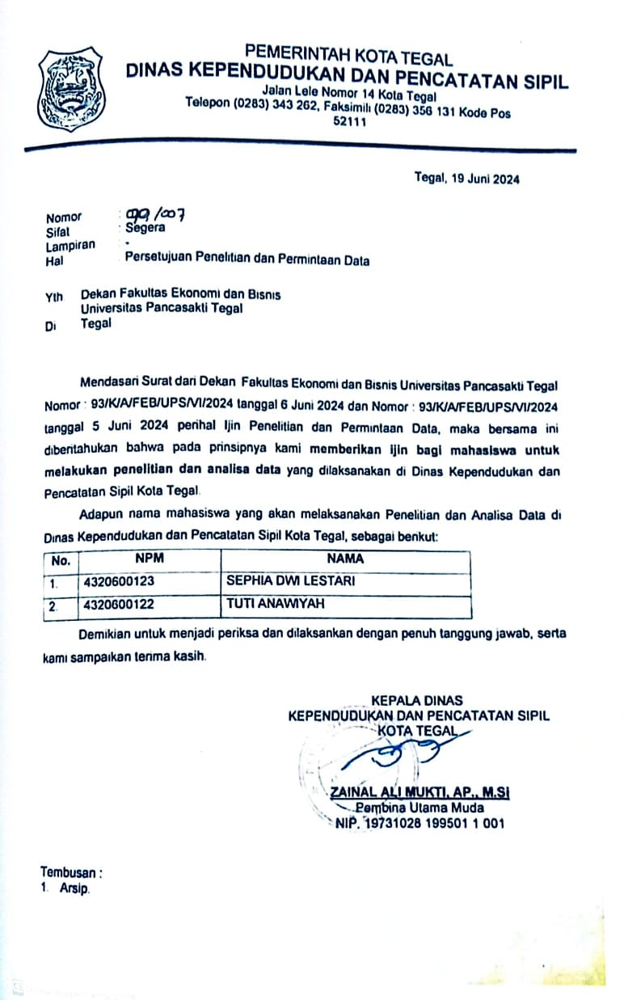 PEMERINTAH KOTA TEGAL
DINAS KEPENDUDUKAN DAN PENCATATAN SIPIL
Jalan Lele Nomor 14 Kota Tegal
Telepon (0283) 343 262, Faksimili (0283) 356 131 Kode Pos
52111
Tegal, 19 Juni 2024
Nomor : 099/007
Sifat : Segera
Lampiran : -
Hal : Persetujuan Penelitian dan Permintaan Data
Yth Dekan Fakultas Ekonomi dan Bisnis
Universitas Pancasakti Tegal
Di Tegal
Mendasari Surat dari Dekan Fakultas Ekonomi dan Bisnis Universitas Pancasakti Tegal
Nomor : 93/K/A/FEB/UPS/VI/2024 tanggal 6 Juni 2024 dan Nomor : 93/K/A/FEB/UPS/VI/2024
tanggal 5 Juni 2024 perihal Ijin Penelitian dan Permintaan Data, maka bersama ini
diberitahukan bahwa pada prinsipnya kami memberikan ijin bagi mahasiswa untuk
melakukan penelitian dan analisa data yang dilaksanakan di Dinas Kependudukan dan
Pencatatan Sipil Kota Tegal.
Adapun nama mahasiswa yang akan melaksanakan Penelitian dan Analisa Data di
Dinas Kependudukan dan Pencatatan Sipil Kota Tegal, sebagai berikut:
No. NPM NAMA
1. 4320600123 SEPHIA DWI LESTARI
2. 4320600122 TUTI ANAWIYAH
Demikian untuk menjadi periksa dan dilaksankan dengan penuh tanggung jawab, serta
kami sampaikan terima kasih.
KEPALA DINAS
KEPENDUDUKAN DAN PENCATATAN SIPIL
KOTA TEGAL
ZAINAL ALI MUKTI, AP., M.Si
Pembina Utama Muda
NIP. 19731028 199501 1 001
Tembusan :
1. Arsip.